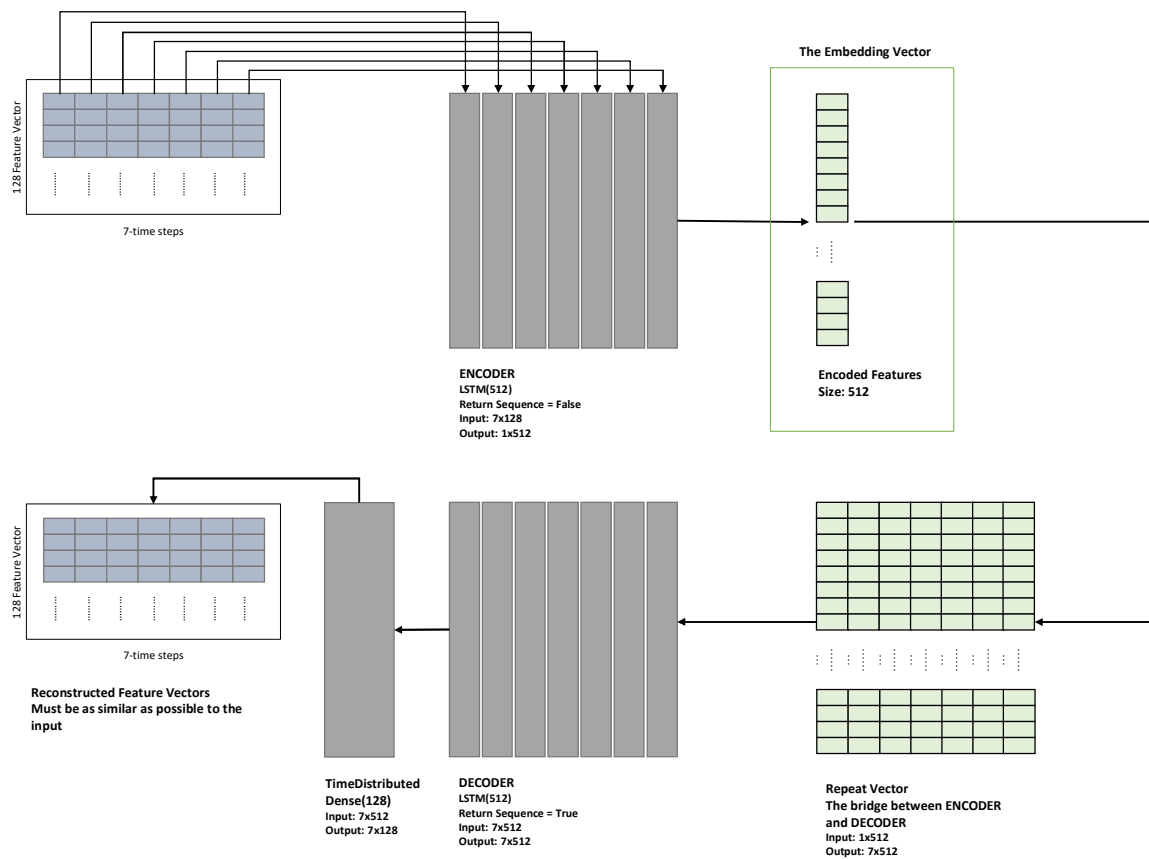 The Embedding Vector
128 Feature Vector
7-time steps
ENCODER
LSTM(512)
Return Sequence = False
Input: 7x128
Output: 1x512
Encoded Features
Size: 512
128 Feature Vector
7-time steps
Reconstructed Feature Vectors
Must be as similar as possible to the
input
TimeDistributed
Dense(128)
Input: 7x512
Output: 7x128
DECODER
LSTM(512)
Return Sequence = True
Input: 7x512
Output: 7x512
Repeat Vector
The bridge between ENCODER
and DECODER
Input: 1x512
Output: 7x512